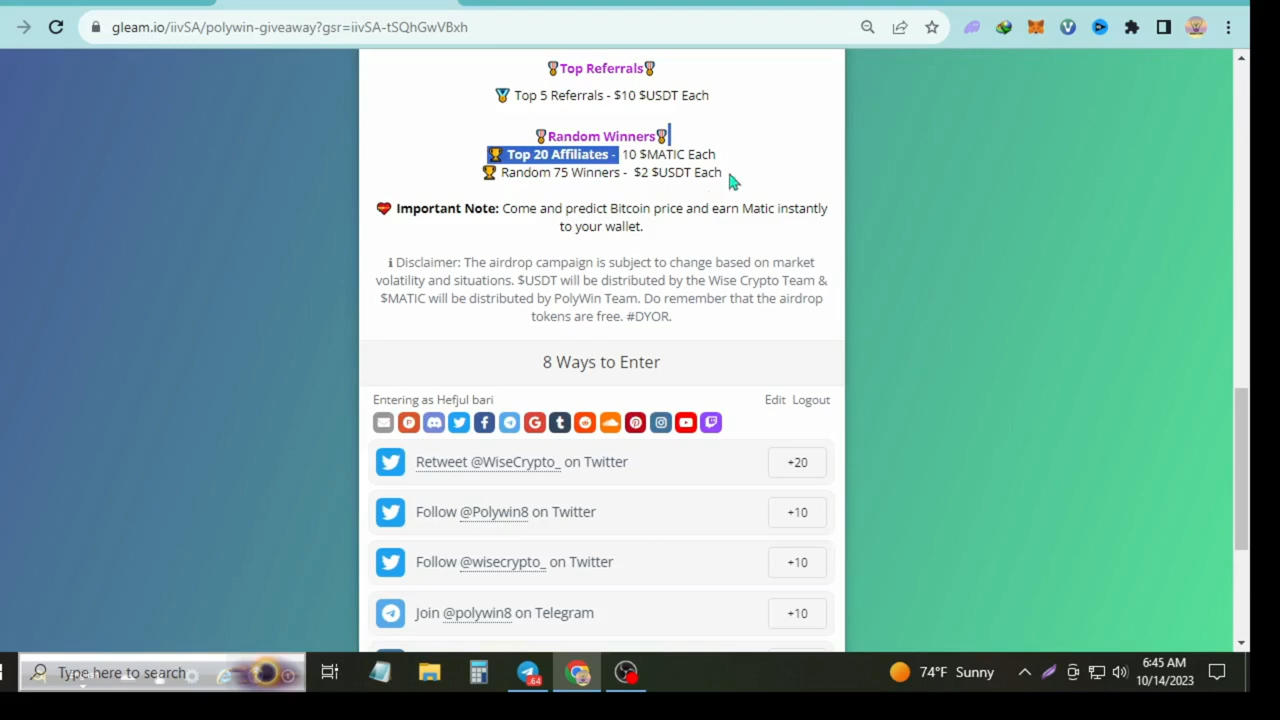 gleam.io/iivSA/polywin-giveaway?gsr=iivSA-tSQhGwVBxh
🎖Top Referrals🎖
🏅 Top 5 Referrals - $10 $USDT Each
🎖Random Winners🎖
🏆 Top 20 Affiliates - 10 $MATIC Each
🏆 Random 75 Winners - $2 $USDT Each
💝 Important Note: Come and predict Bitcoin price and earn Matic instantly
to your wallet.
ℹ Disclaimer: The airdrop campaign is subject to change based on market
volatility and situations. $USDT will be distributed by the Wise Crypto Team &
$MATIC will be distributed by PolyWin Team. Do remember that the airdrop
tokens are free. #DYOR.
8 Ways to Enter
Entering as Hefjul bari
Edit Logout
Retweet @WiseCrypto_ on Twitter
+20
Follow @Polywin8 on Twitter
+10
Follow @wisecrypto_ on Twitter
+10
Join @polywin8 on Telegram
+10
Type here to search
64
74°F Sunny
6:45 AM
10/14/2023